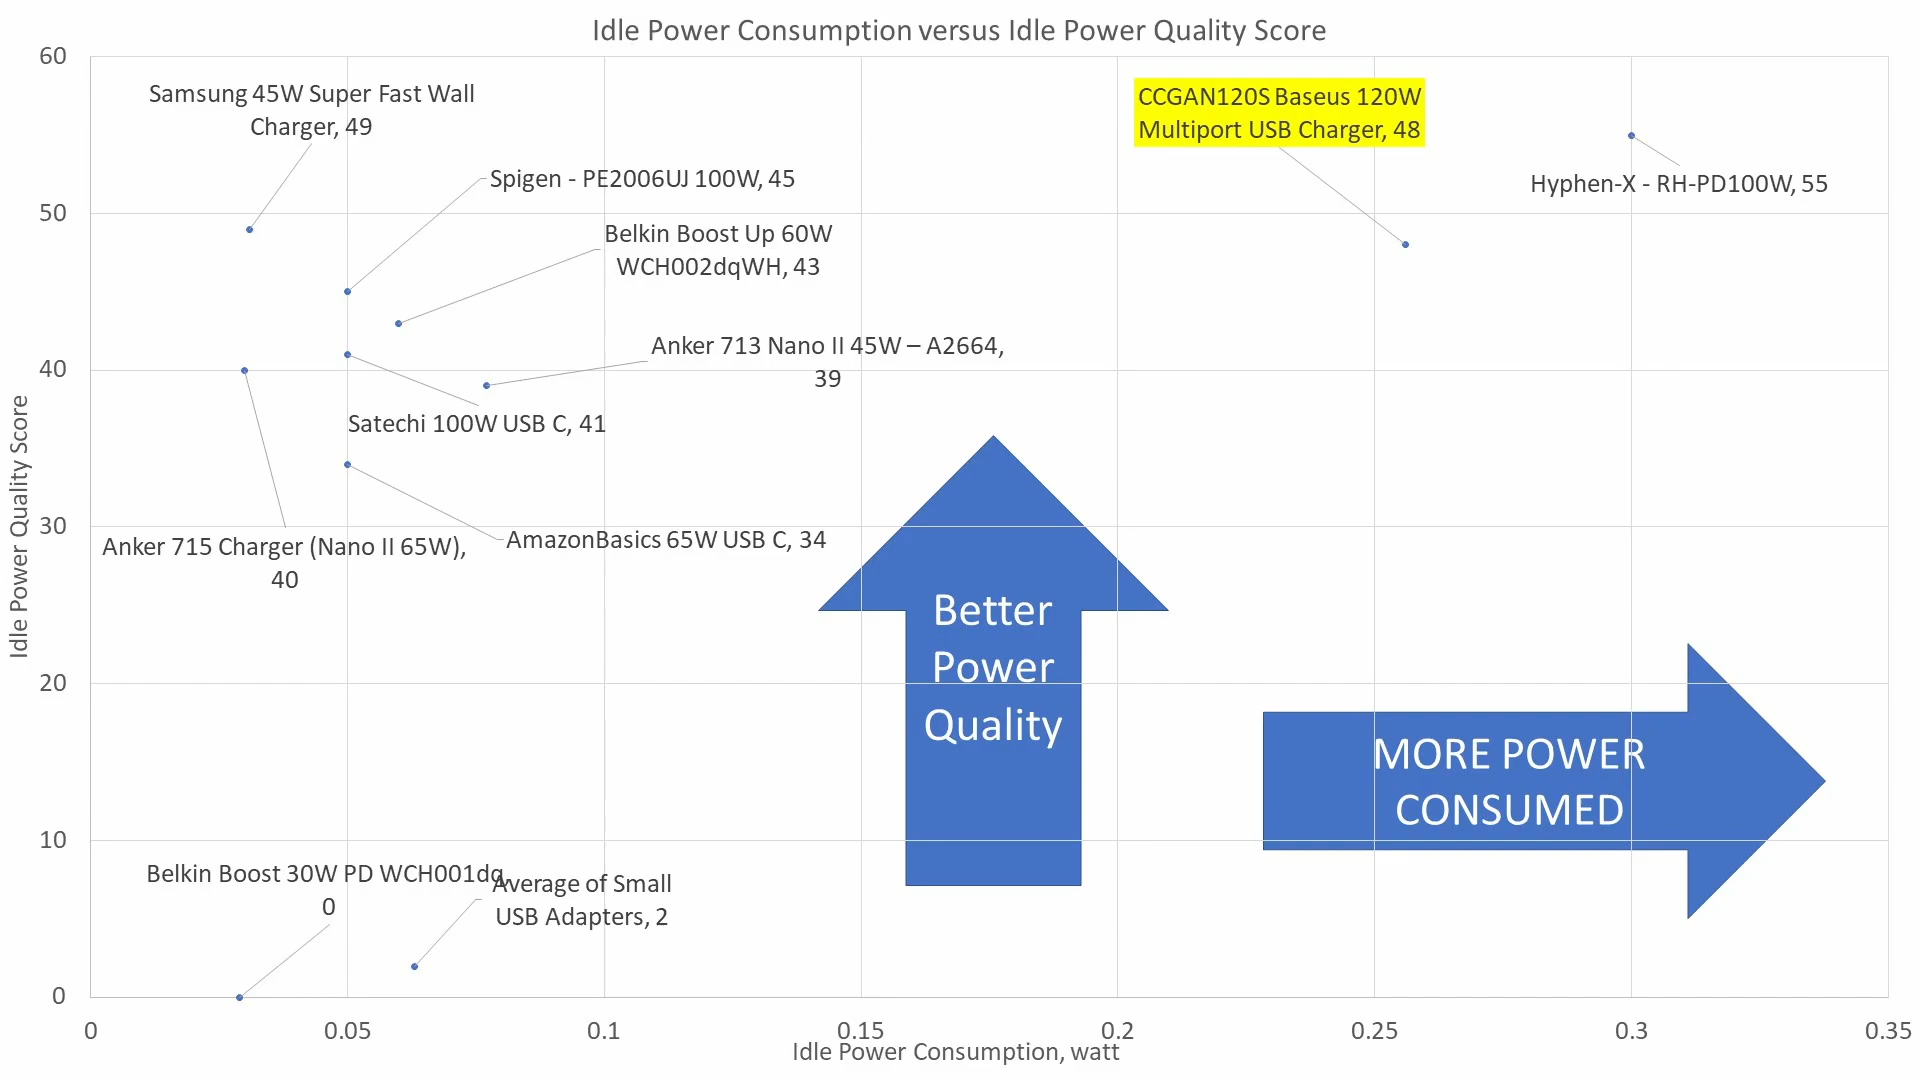 Idle Power Consumption versus Idle Power Quality Score
60
Samsung 45W Super Fast Wall
Charger, 49
CCGAN120S Baseus 120W
Multiport USB Charger, 48
Spigen - PE2006UJ 100W, 45
Hyphen-X - RH-PD100W, 55
50
Belkin Boost Up 60W
WCH002dqWH, 43
Anker 713 Nano II 45W – A2664,
39
40
Satechi 100W USB C, 41
30
Anker 715 Charger (Nano II 65W),
40
AmazonBasics 65W USB C, 34
Idle Power Quality Score
Better
Power
Quality
20
MORE POWER
CONSUMED
10
Belkin Boost 30W PD WCH001dq,
0
Average of Small
USB Adapters, 2
0
0
0.05
0.1
0.15
0.2
0.25
0.3
0.35
Idle Power Consumption, watt